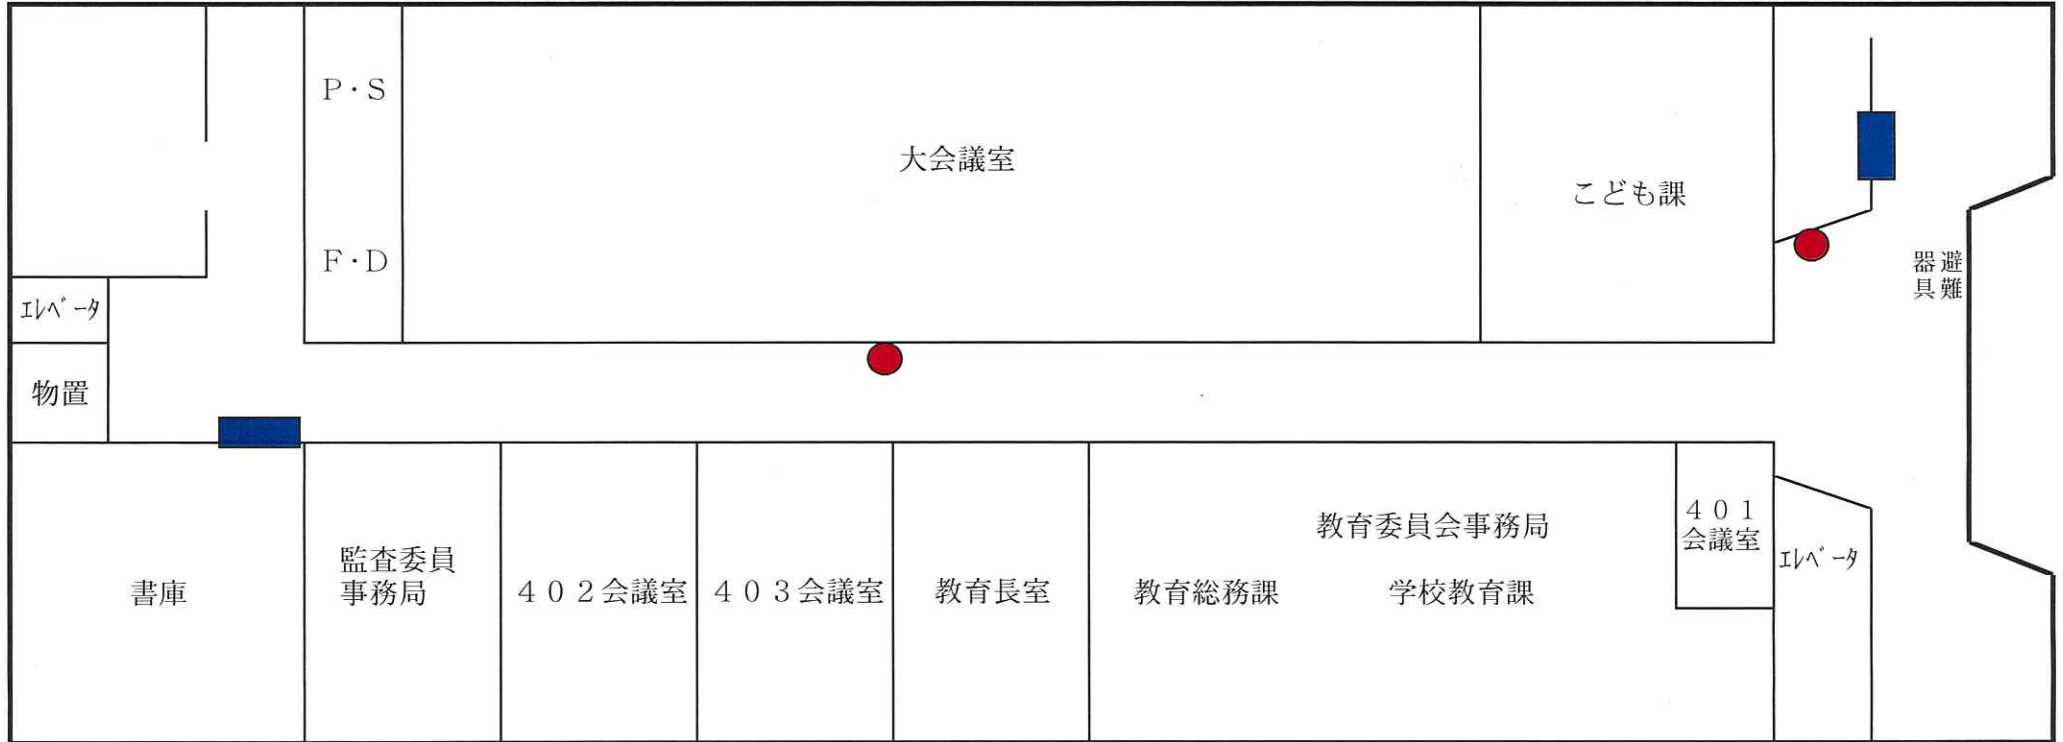 Ｐ・Ｓ
大会議室
こども課
Ｆ・Ｄ
避難
器具
ｴﾚﾍﾞｰﾀ
物置
４０１
会議室
教育委員会事務局
監査委員
事務局
ｴﾚﾍﾞｰﾀ
書庫
４０２会議室
４０３会議室
教育長室
教育総務課
学校教育課